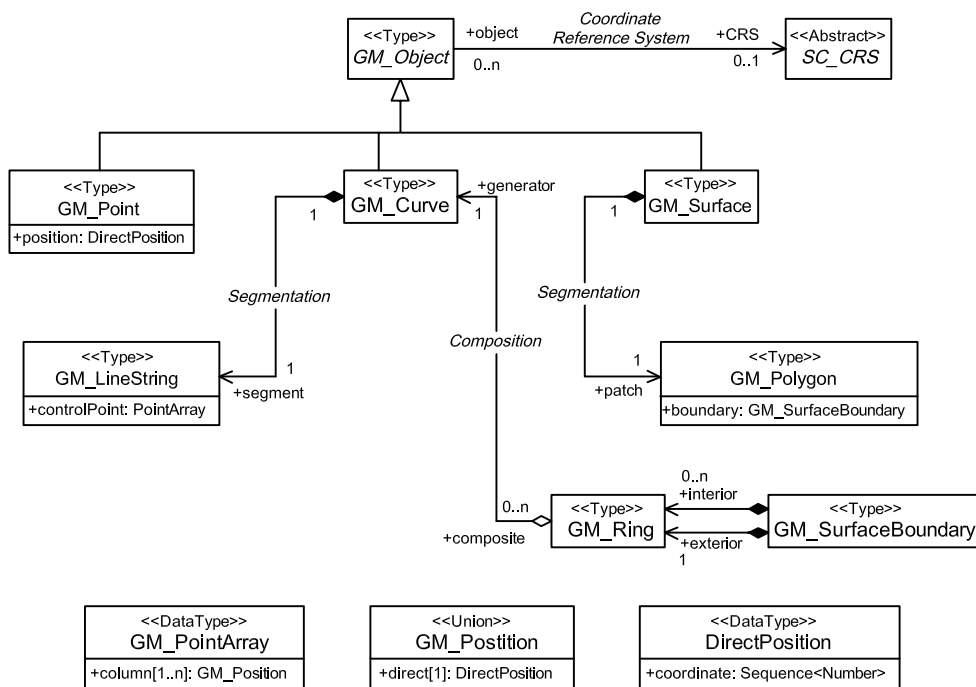 <<Type>>
GM_Object
+object
0..n
Coordinate
Reference System
+CRS
0..1
<<Abstract>>
SC_CRS
<<Type>>
GM_Point
+position: DirectPosition
<<Type>>
GM_Curve
1
+generator
1
<<Type>>
GM_Surface
1
Segmentation
Segmentation
Composition
<<Type>>
GM_LineString
+controlPoint: PointArray
1
+segment
1
+patch
<<Type>>
GM_Polygon
+boundary: GM_SurfaceBoundary
0..n
+composite
<<Type>>
GM_Ring
0..n
+interior
+exterior
1
<<Type>>
GM_SurfaceBoundary
<<DataType>>
GM_PointArray
+column[1..n]: GM_Position
<<Union>>
GM_Postition
+direct[1]: DirectPosition
<<DataType>>
DirectPosition
+coordinate: Sequence<Number>